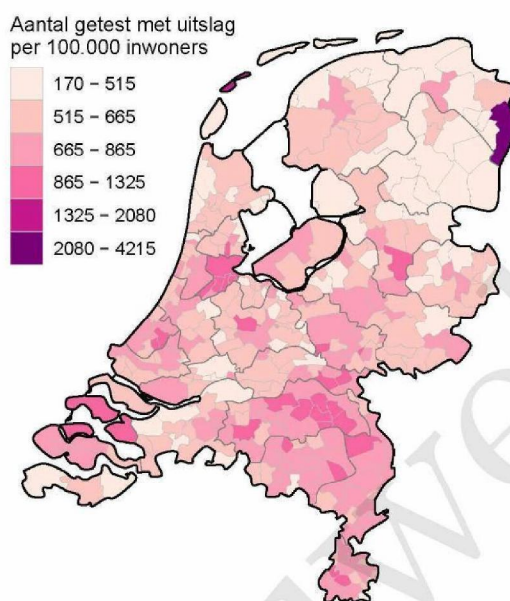 Aantal getest met uitslag
per 100.000 inwoners
170 – 515
515 – 665
665 – 865
865 – 1325
1325 – 2080
2080 – 4215